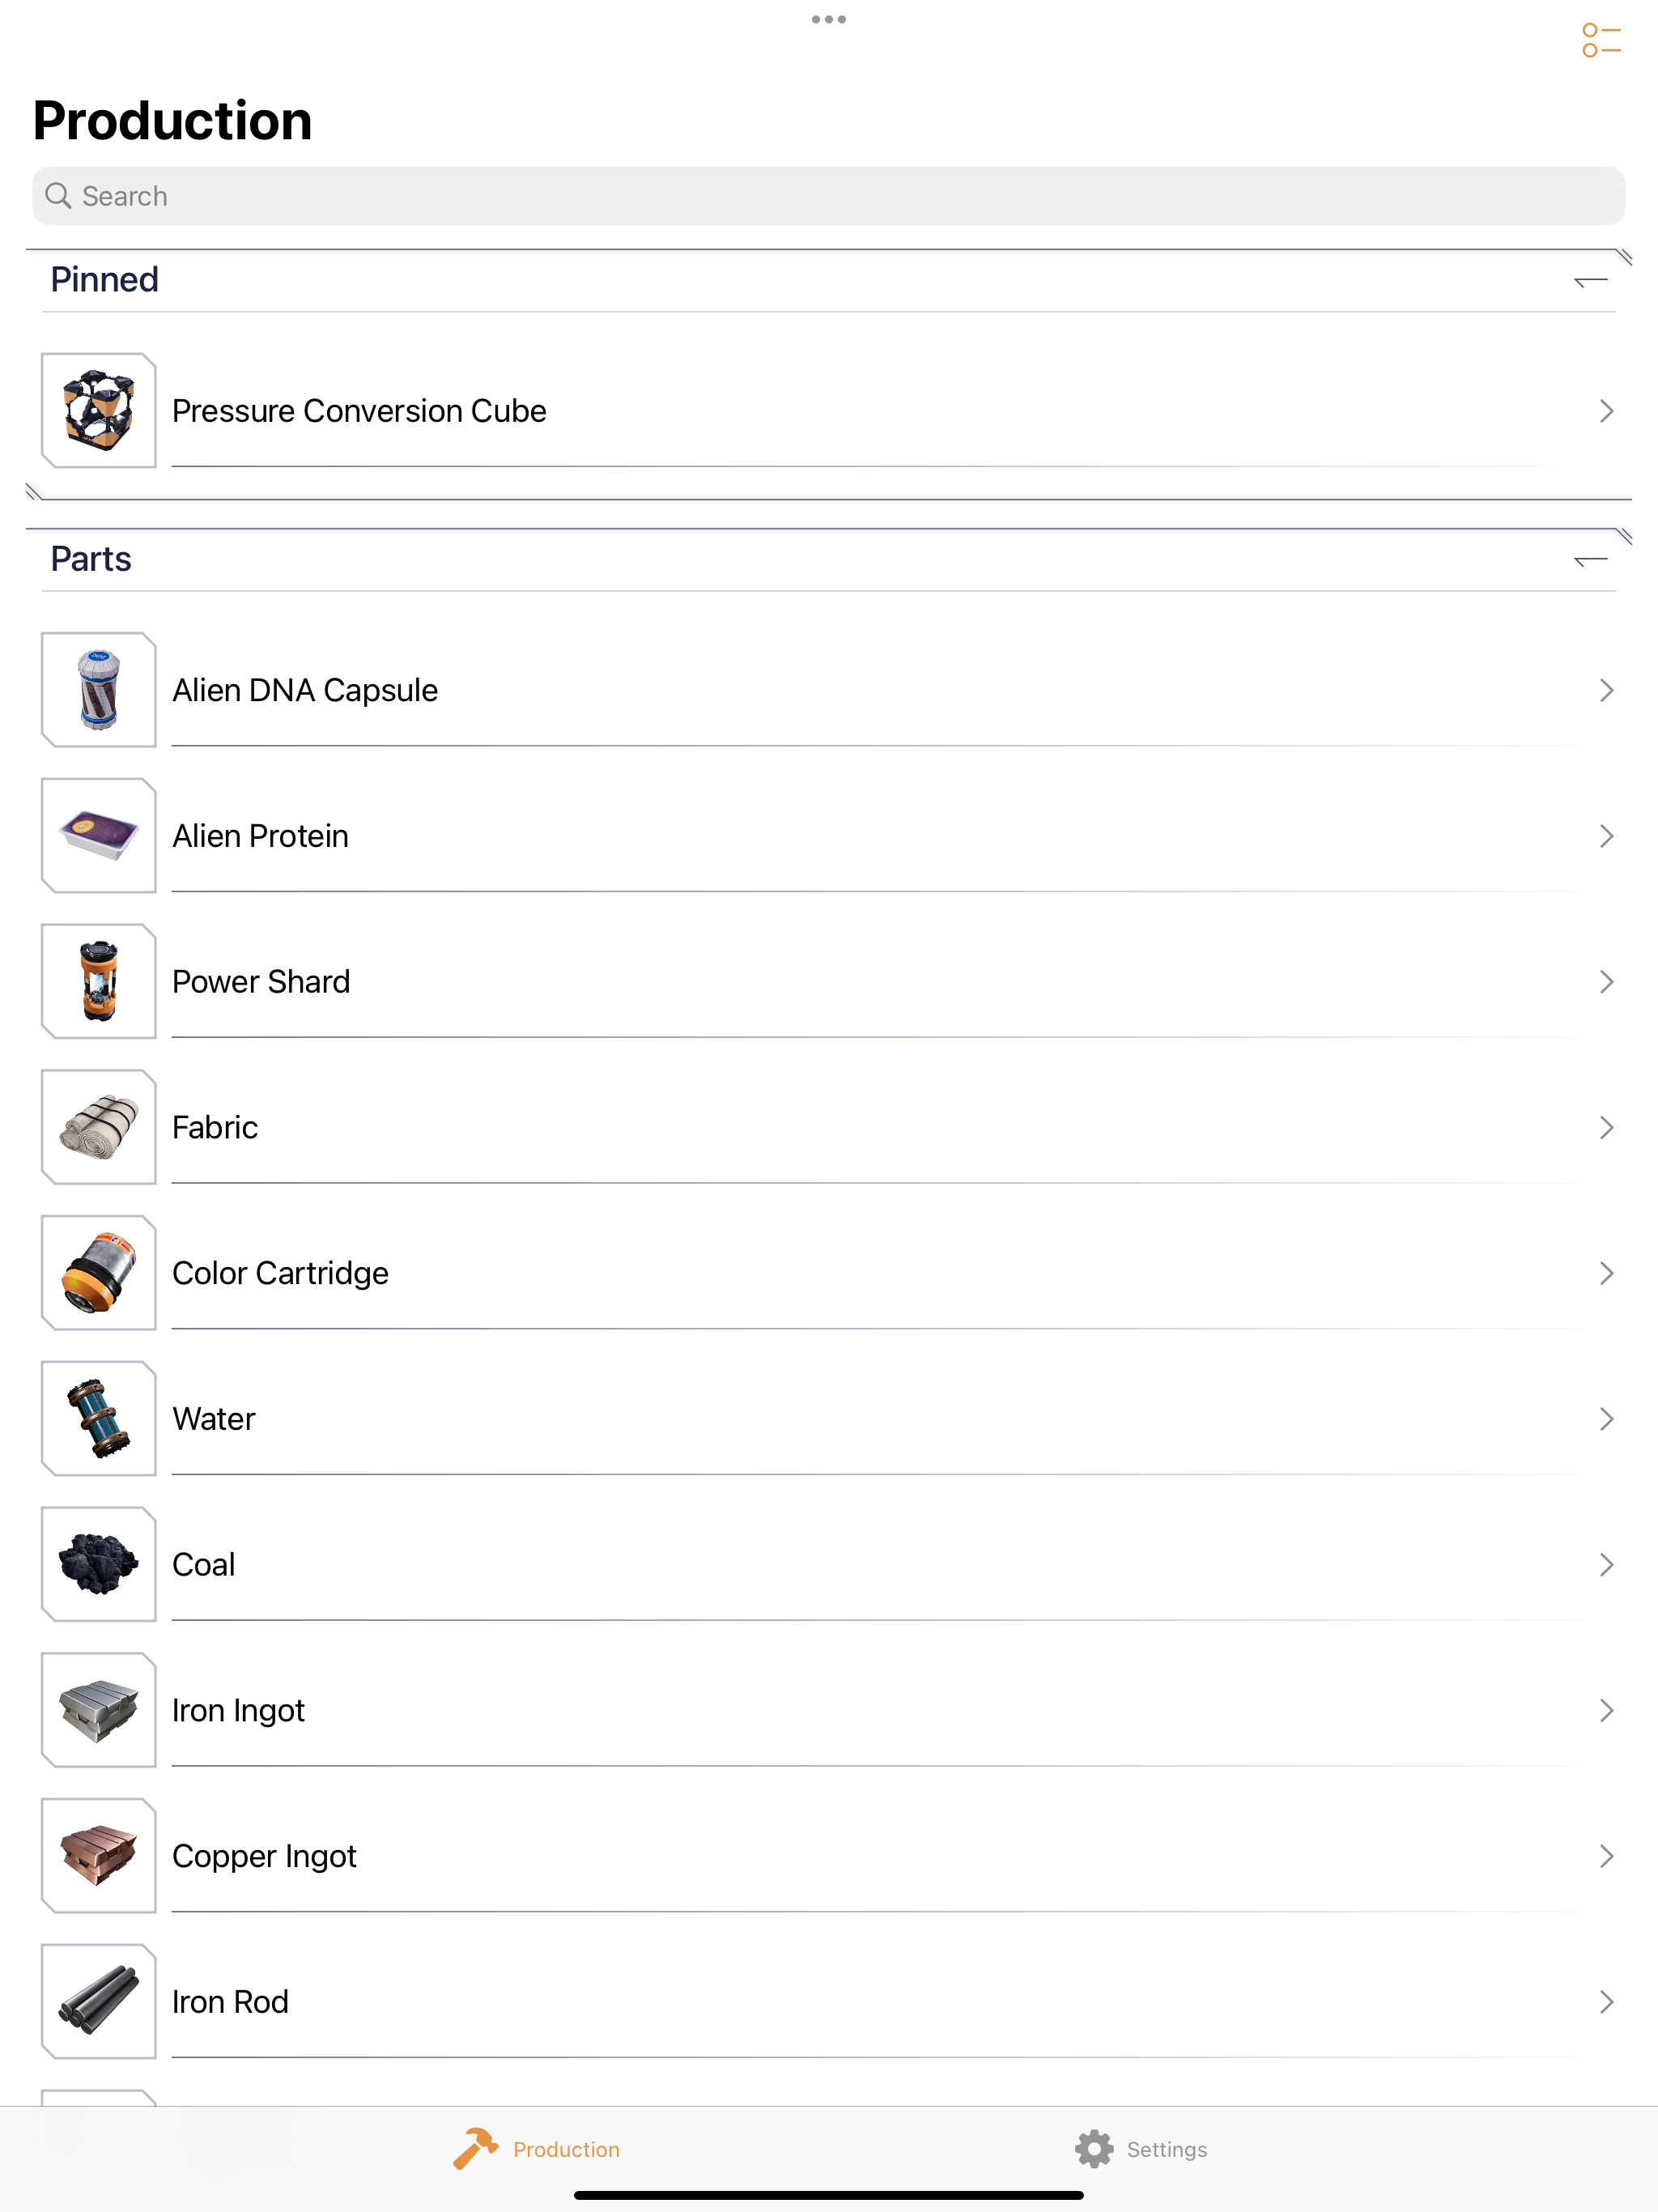 Production
Search
Pinned
Pressure Conversion Cube
Parts
Alien DNA Capsule
Alien Protein
Power Shard
Fabric
Color Cartridge
Water
Coal
Iron Ingot
Copper Ingot
Iron Rod
Production
Settings